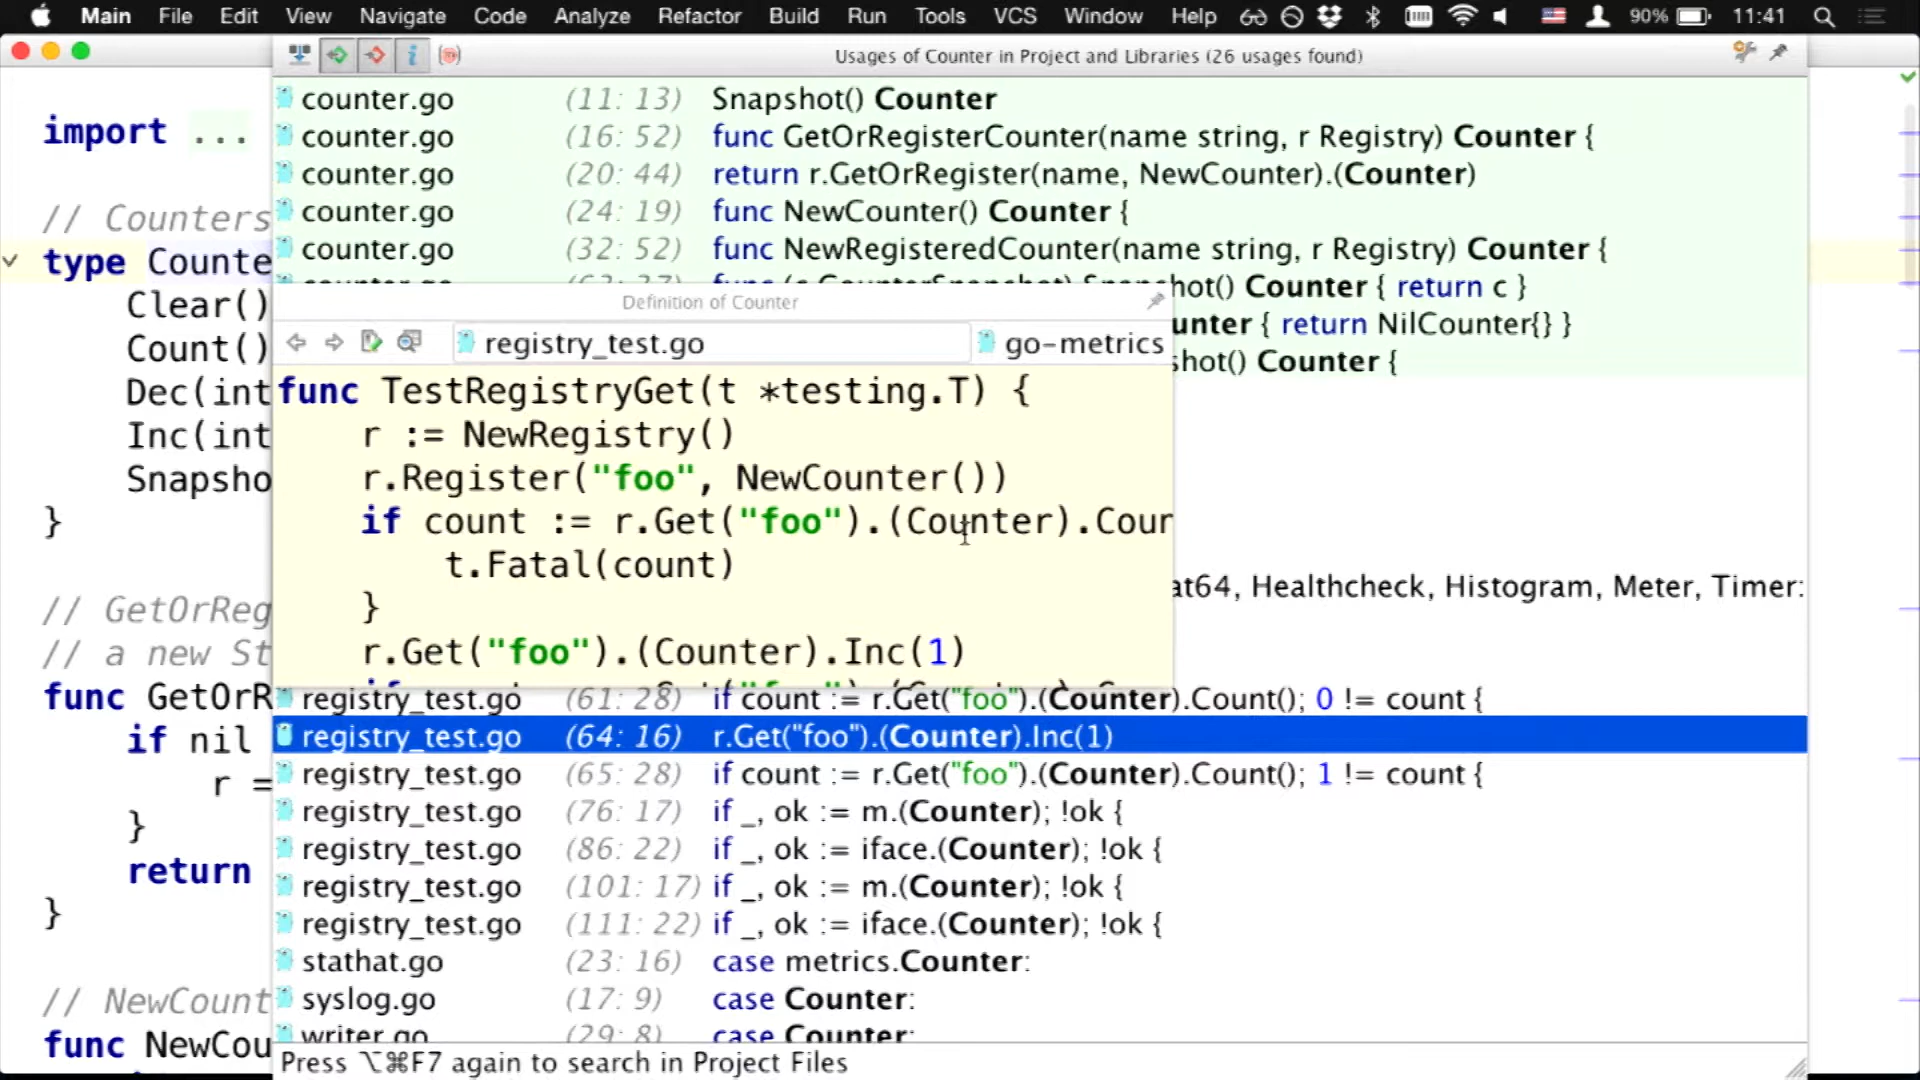 Main File Edit View Navigate Code Analyze Refactor Build Run Tools VCS Window Help 90% 11:41
Usages of Counter in Project and Libraries (26 usages found)
import ...
// Counters
type Counte
Clear()
Count()
Dec(int
Inc(int
Snapsho
}
// GetOrReg
// a new St
func GetOrR
if nil
r =
}
return
}
// NewCount
func NewCou
counter.go (11: 13) Snapshot() Counter
counter.go (16: 52) func GetOrRegisterCounter(name string, r Registry) Counter {
counter.go (20: 44) return r.GetOrRegister(name, NewCounter).(Counter)
counter.go (24: 19) func NewCounter() Counter {
counter.go (32: 52) func NewRegisteredCounter(name string, r Registry) Counter {
counter.go (63: 37) func (c CounterSnapshot) Snapshot() Counter { return c }
unter { return NilCounter{} }
shot() Counter {
Definition of Counter
registry_test.go go-metrics
func TestRegistryGet(t *testing.T) {
r := NewRegistry()
r.Register("foo", NewCounter())
if count := r.Get("foo").(Counter).Cour
t.Fatal(count)
}
r.Get("foo").(Counter).Inc(1)
at64, Healthcheck, Histogram, Meter, Timer:
registry_test.go (61: 28) if count := r.Get("foo").(Counter).Count(); 0 != count {
registry_test.go (64: 16) r.Get("foo").(Counter).Inc(1)
registry_test.go (65: 28) if count := r.Get("foo").(Counter).Count(); 1 != count {
registry_test.go (76: 17) if _, ok := m.(Counter); !ok {
registry_test.go (86: 22) if _, ok := iface.(Counter); !ok {
registry_test.go (101: 17) if _, ok := m.(Counter); !ok {
registry_test.go (111: 22) if _, ok := iface.(Counter); !ok {
stathat.go (23: 16) case metrics.Counter:
syslog.go (17: 9) case Counter:
writer.go (29: 8) case Counter:
Press ⌥⌘F7 again to search in Project Files